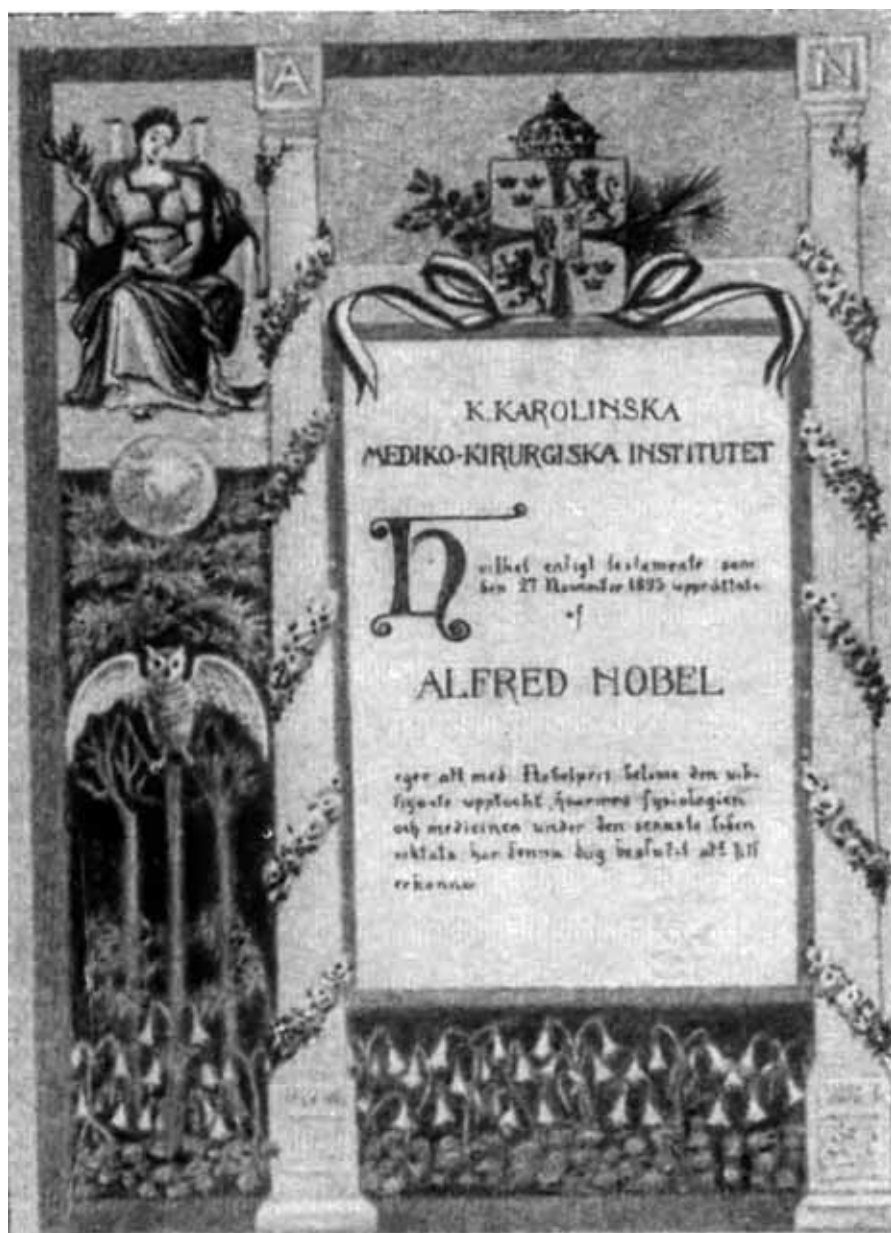 A N
K. KAROLINSKA
MEDIKO-KIRURGISKA INSTITUTET
Hvilket enligt testamente som
den 27 November 1895 upprättats
af
ALFRED NOBEL
eger att med Nobelpris belöna den vik-
tigaste upptäckt, hvarmed fysiologien
och medicinen under den senaste tiden
riktats har denna dag beslutit att till
erkänna